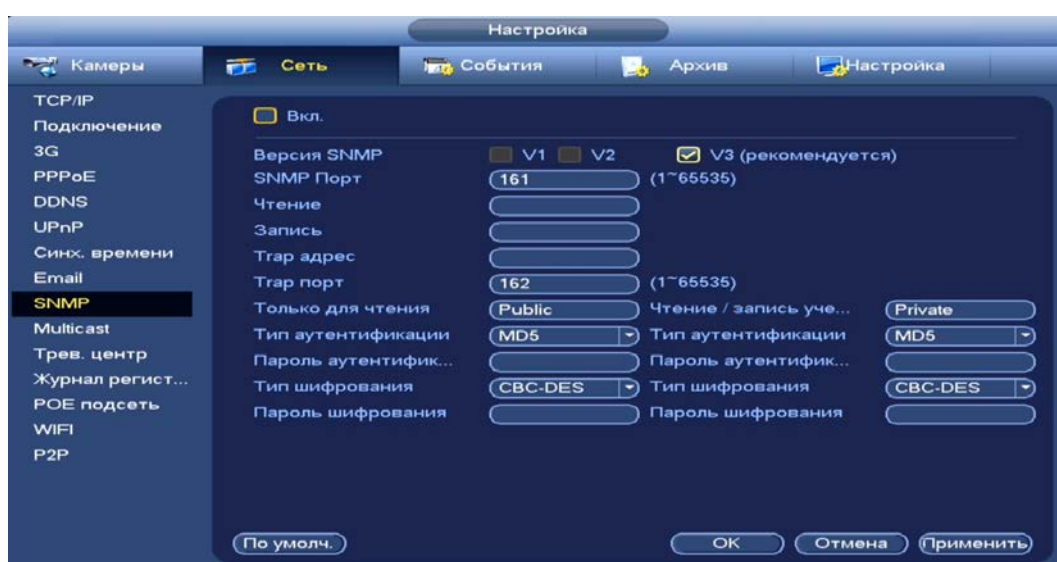 Настройка
Камеры Сеть События Архив Настройка
TCP/IP
Подключение
3G
PPPoE
DDNS
UPnP
Синх. времени
Email
SNMP
Multicast
Трев. центр
Журнал регист...
POE подсеть
WIFI
P2P
Вкл.
Версия SNMP V1 V2 V3 (рекомендуется)
SNMP Порт 161 (1~65535)
Чтение
Запись
Trap адрес
Trap порт 162 (1~65535)
Только для чтения Public Чтение / запись уче... Private
Тип аутентификации MD5 Тип аутентификации MD5
Пароль аутентифик... Пароль аутентифик...
Тип шифрования CBC-DES Тип шифрования CBC-DES
Пароль шифрования Пароль шифрования
По умолч. OK Отмена Применить